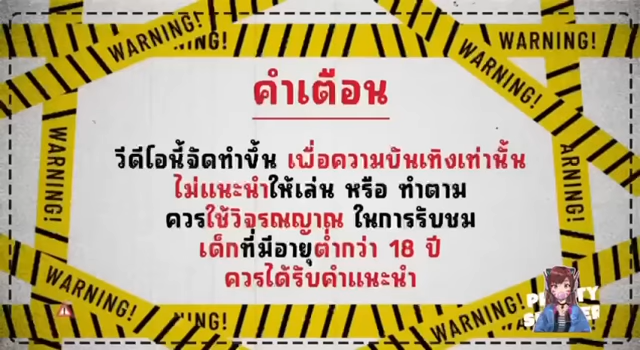 WARNING!
WARNING!
WARNING!
WARNING!
WARNING!
คำเตือน
วีดีโอนี้จัดทำขึ้น เพื่อความบันเทิงเท่านั้น
ไม่แนะนำให้เล่น หรือ ทำตาม
ควรใช้วิจรณญาณ ในการรับชม
เด็กที่มีอายุต่ำกว่า 18 ปี
ควรได้รับคำแนะนำ
WARNING!
WARNING!
WARNING!
WARNING!